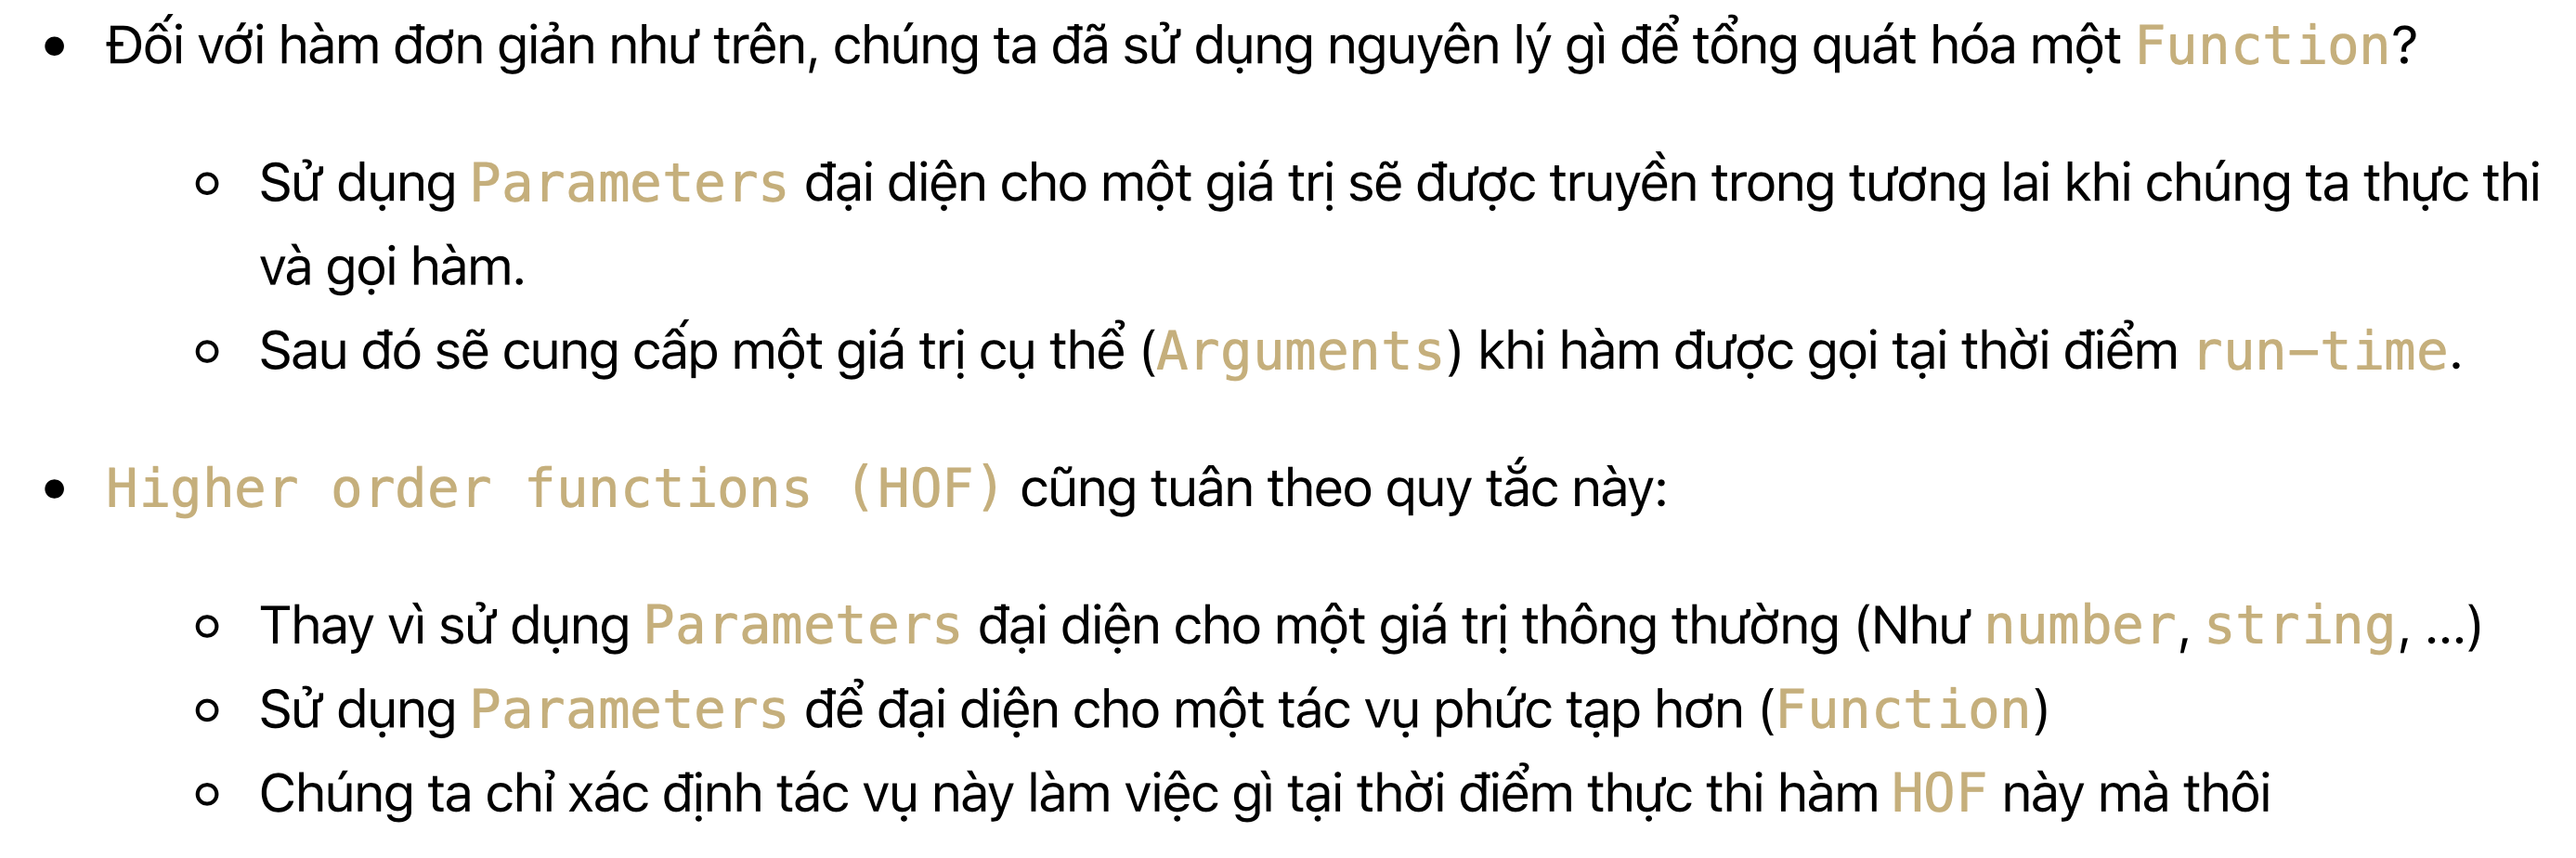 • Đối với hàm đơn giản như trên, chúng ta đã sử dụng nguyên lý gì để tổng quát hóa một Function?
◦ Sử dụng Parameters đại diện cho một giá trị sẽ được truyền trong tương lai khi chúng ta thực thi
và gọi hàm.
◦ Sau đó sẽ cung cấp một giá trị cụ thể (Arguments) khi hàm được gọi tại thời điểm run-time.
• Higher order functions (HOF) cũng tuân theo quy tắc này:
◦ Thay vì sử dụng Parameters đại diện cho một giá trị thông thường (Như number, string, ...)
◦ Sử dụng Parameters để đại diện cho một tác vụ phức tạp hơn (Function)
◦ Chúng ta chỉ xác định tác vụ này làm việc gì tại thời điểm thực thi hàm HOF này mà thôi